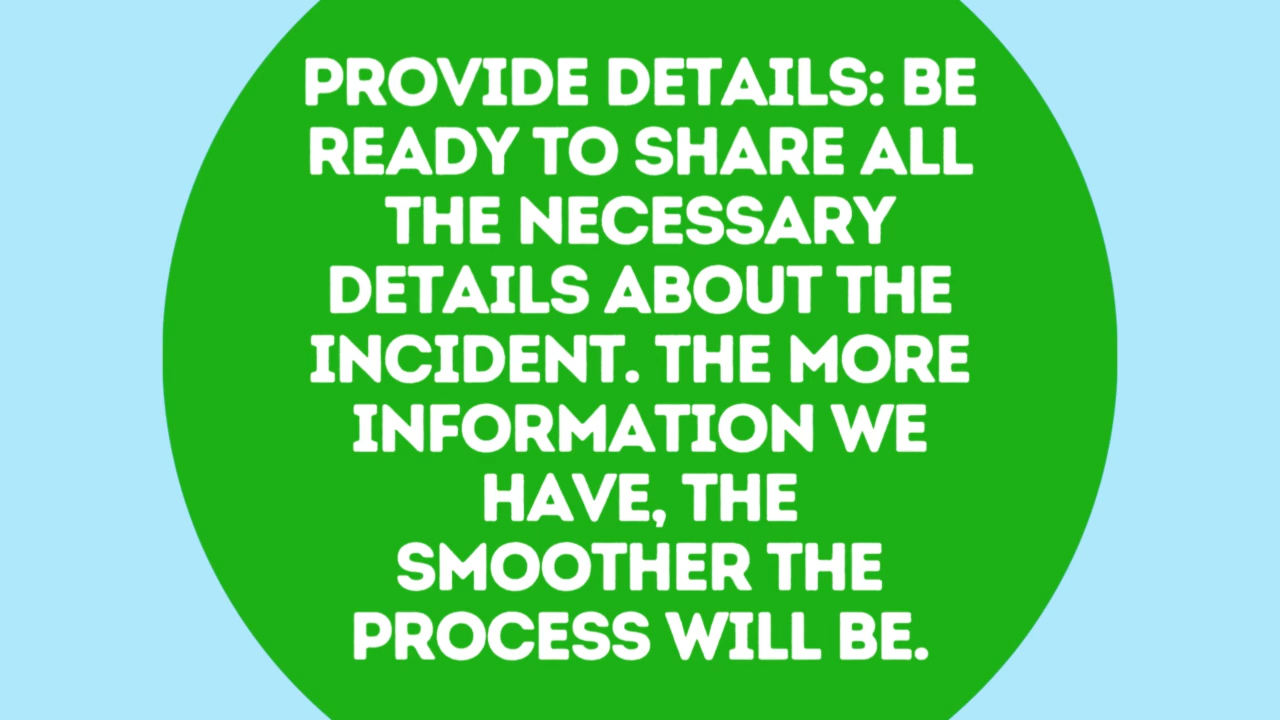 PROVIDE DETAILS: BE
READY TO SHARE ALL
THE NECESSARY
DETAILS ABOUT THE
INCIDENT. THE MORE
INFORMATION WE
HAVE, THE
SMOOTHER THE
PROCESS WILL BE.